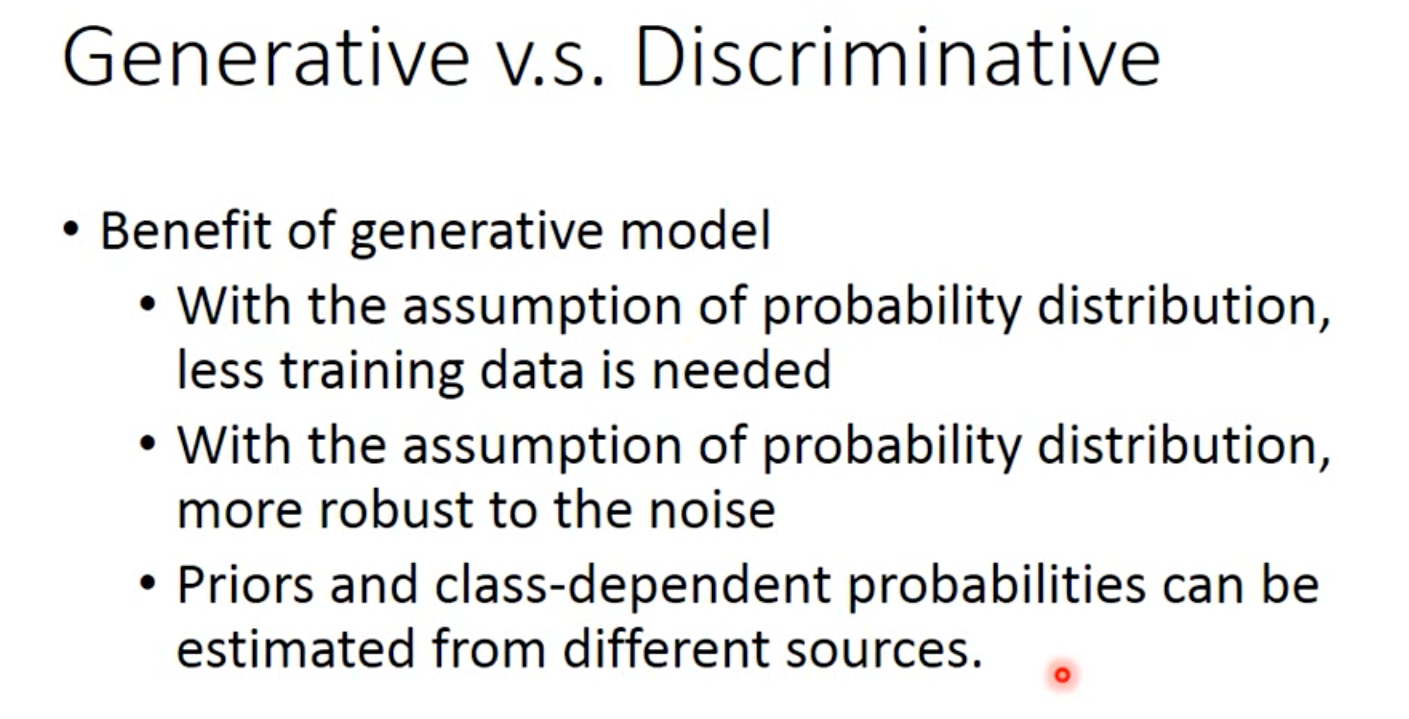 Generative v.s. Discriminative
• Benefit of generative model
• With the assumption of probability distribution,
less training data is needed
• With the assumption of probability distribution,
more robust to the noise
• Priors and class-dependent probabilities can be
estimated from different sources.